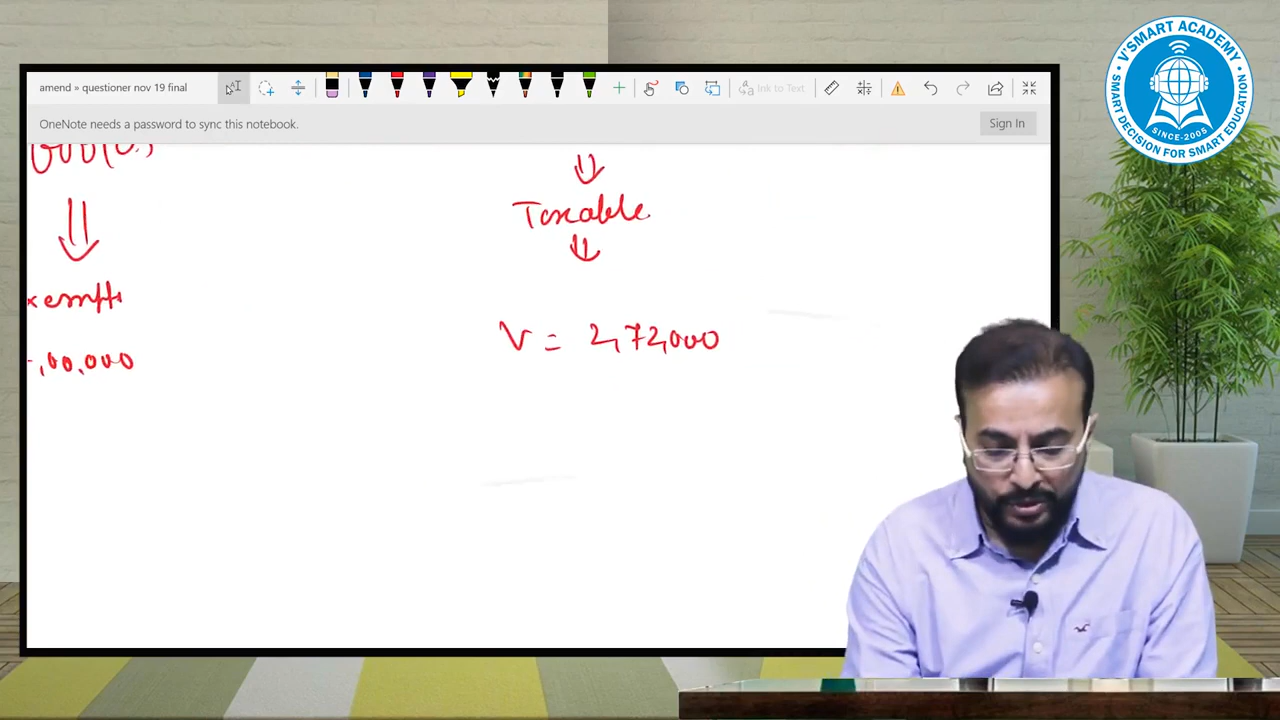 V'SMART ACADEMY
SMART DECISION FOR SMART EDUCATION
SINCE-2005
amend » questioner nov 19 final
Ink to Text
OneNote needs a password to sync this notebook.
Sign In
Taxable
V = 2,72,000
,00,000